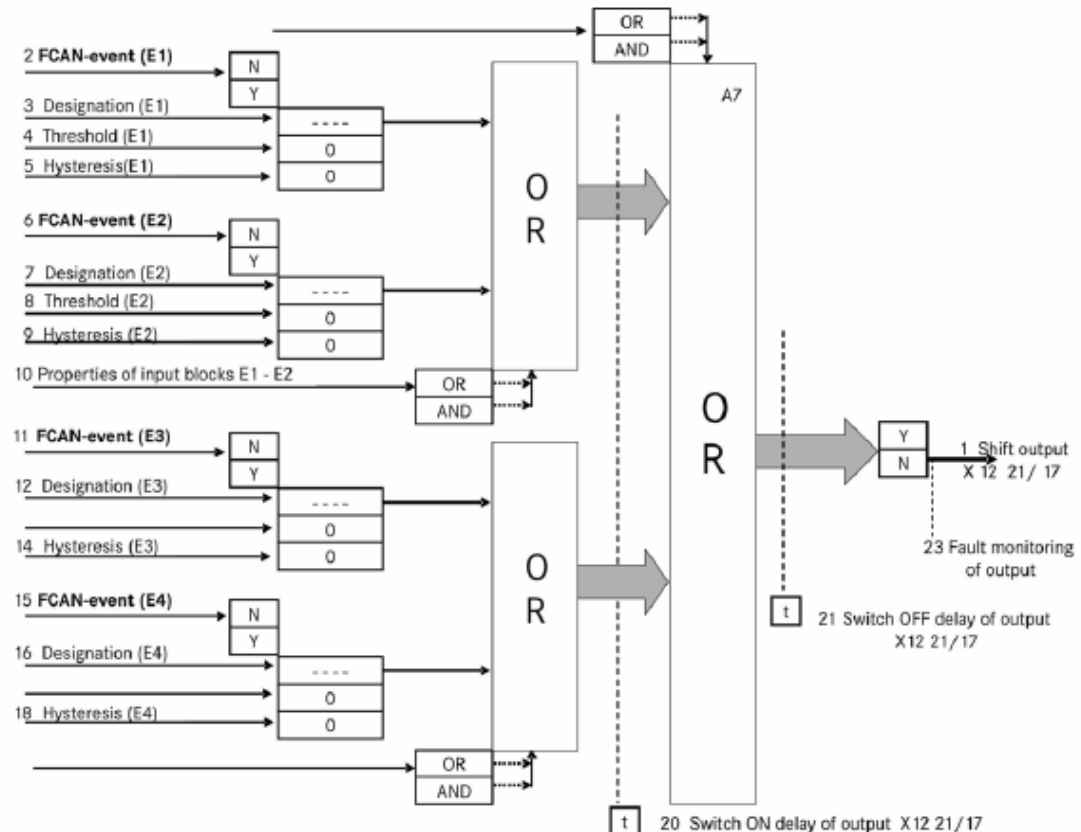 OR
AND
2 FCAN-event (E1)
N
Y
A7
3 Designation (E1)
----
4 Threshold (E1)
0
5 Hysteresis(E1)
0
O
R
6 FCAN-event (E2)
N
Y
7 Designation (E2)
----
8 Threshold (E2)
0
9 Hysteresis (E2)
0
10 Properties of input blocks E1 - E2
OR
AND
O
R
11 FCAN-event (E3)
N
Y
12 Designation (E3)
----
0
14 Hysteresis (E3)
0
O
R
Y
N
1 Shift output
X 12 21/ 17
23 Fault monitoring
of output
15 FCAN-event (E4)
N
Y
16 Designation (E4)
----
0
18 Hysteresis (E4)
0
t
21 Switch OFF delay of output
X12 21/17
OR
AND
t
20 Switch ON delay of output X12 21/17